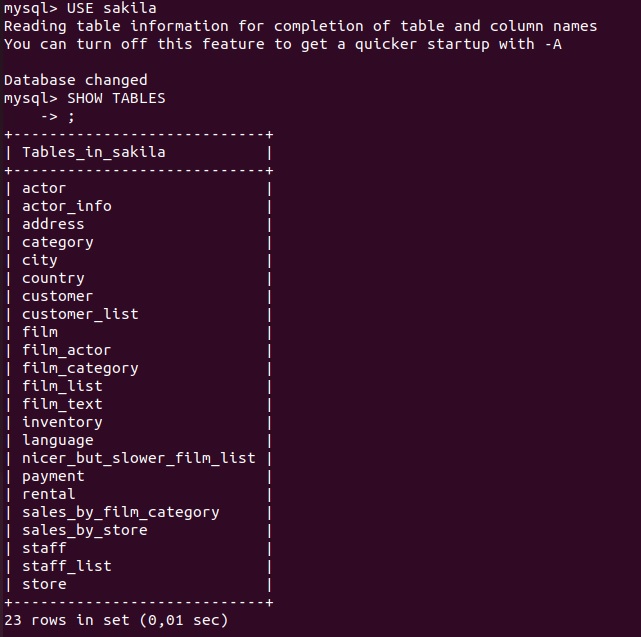 mysql> USE sakila
Reading table information for completion of table and column names
You can turn off this feature to get a quicker startup with -A

Database changed
mysql> SHOW TABLES
    -> ;
+----------------------------+
| Tables_in_sakila           |
+----------------------------+
| actor                      |
| actor_info                 |
| address                    |
| category                   |
| city                       |
| country                    |
| customer                   |
| customer_list              |
| film                       |
| film_actor                 |
| film_category              |
| film_list                  |
| film_text                  |
| inventory                  |
| language                   |
| nicer_but_slower_film_list |
| payment                    |
| rental                     |
| sales_by_film_category     |
| sales_by_store             |
| staff                      |
| staff_list                 |
| store                      |
+----------------------------+
23 rows in set (0,01 sec)